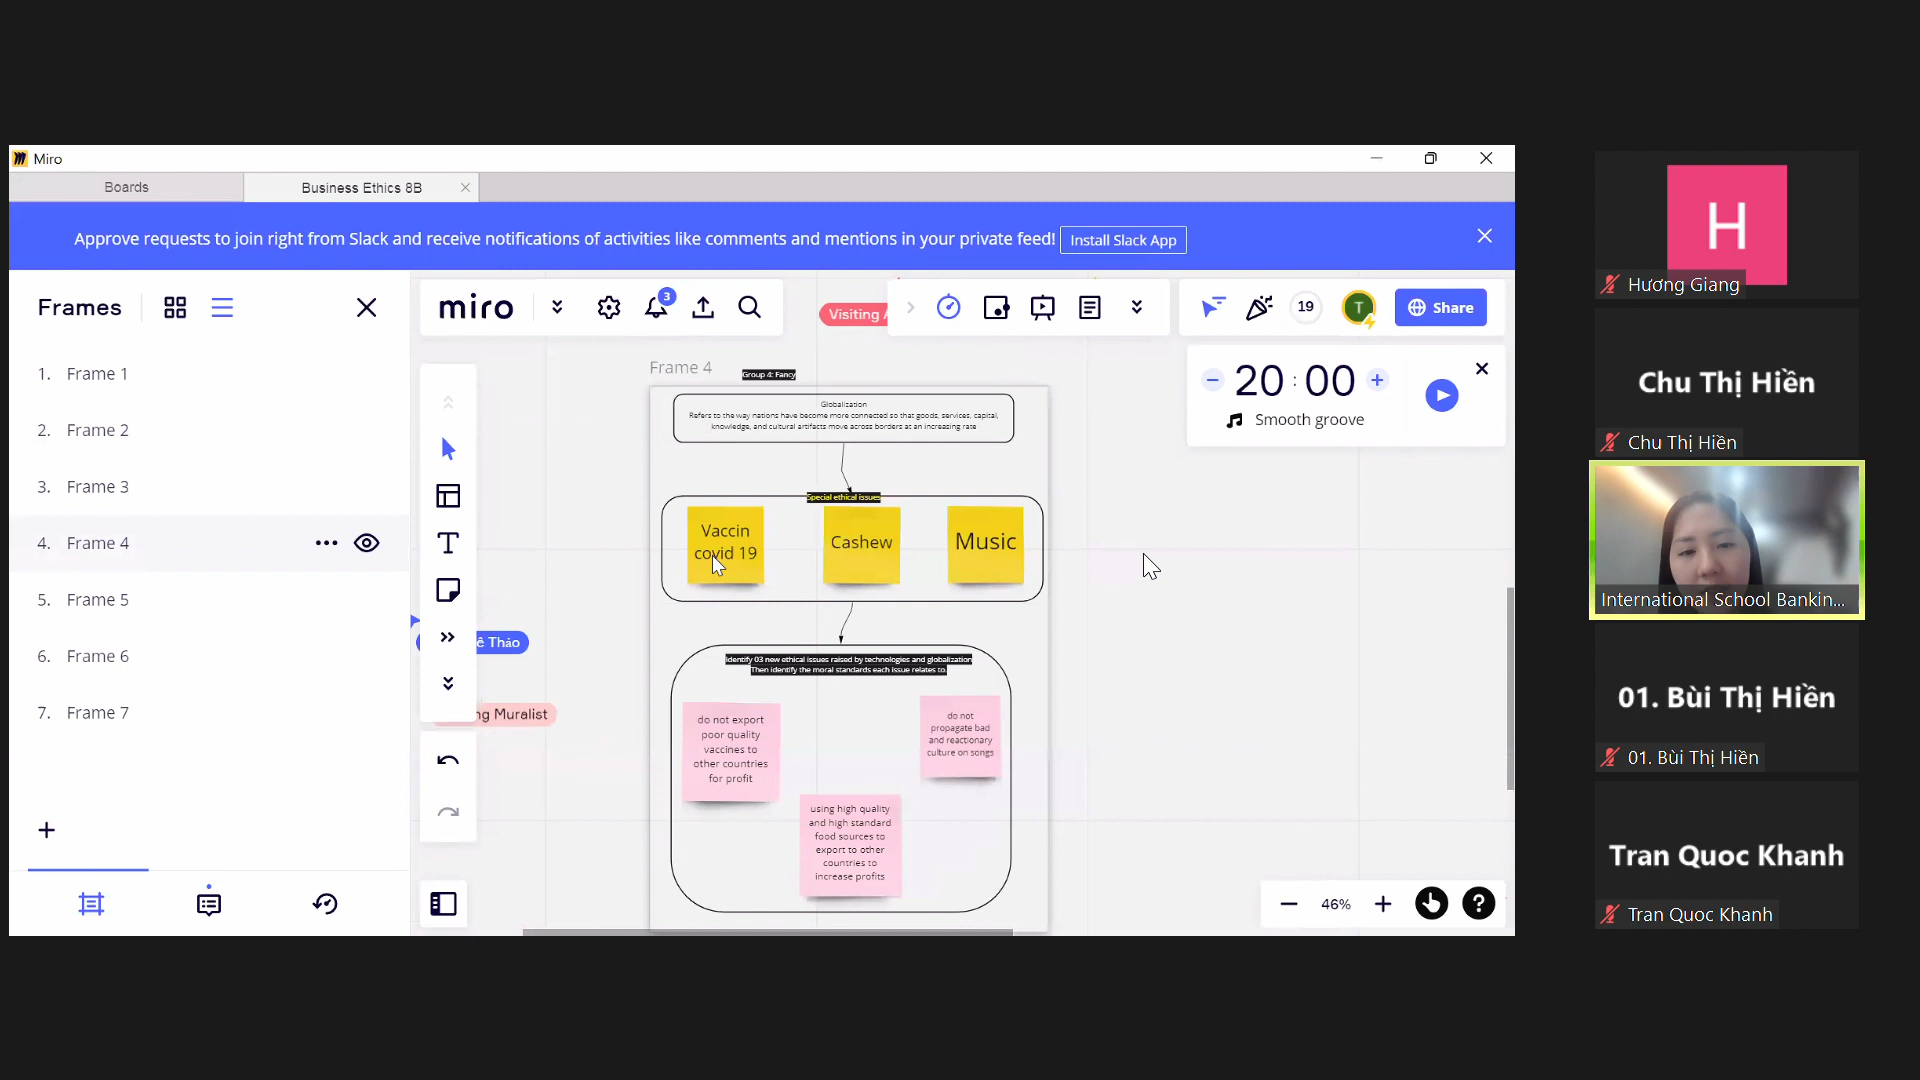 Miro
Boards
Business Ethics 8B
Approve requests to join right from Slack and receive notifications of activities like comments and mentions in your private feed!
Install Slack App
Frames
1. Frame 1
2. Frame 2
3. Frame 3
4. Frame 4
5. Frame 5
6. Frame 6
7. Frame 7
miro
3
Visiting A
19
T
Share
20 : 00
Smooth groove
Frame 4
Group 4: Fancy
Globalization
Refers to the way nations have become more connected so that goods, services, capital,
knowledge, and cultural artifacts move across borders at an increasing rate
Special ethical issues
Vaccin
covid 19
Cashew
Music
ê Thảo
ng Muralist
Identify 03 new ethical issues raised by technologies and globalization
Then identify the moral standards each issue relates to.
do not export
poor quality
vaccines to
other countries
for profit
do not
propagate bad
and reactionary
culture on songs
using high quality
and high standard
food sources to
export to other
countries to
increase profits
46%
?
H
Hương Giang
Chu Thị Hiền
Chu Thị Hiền
International School Bankin...
01. Bùi Thị Hiền
01. Bùi Thị Hiền
Tran Quoc Khanh
Tran Quoc Khanh